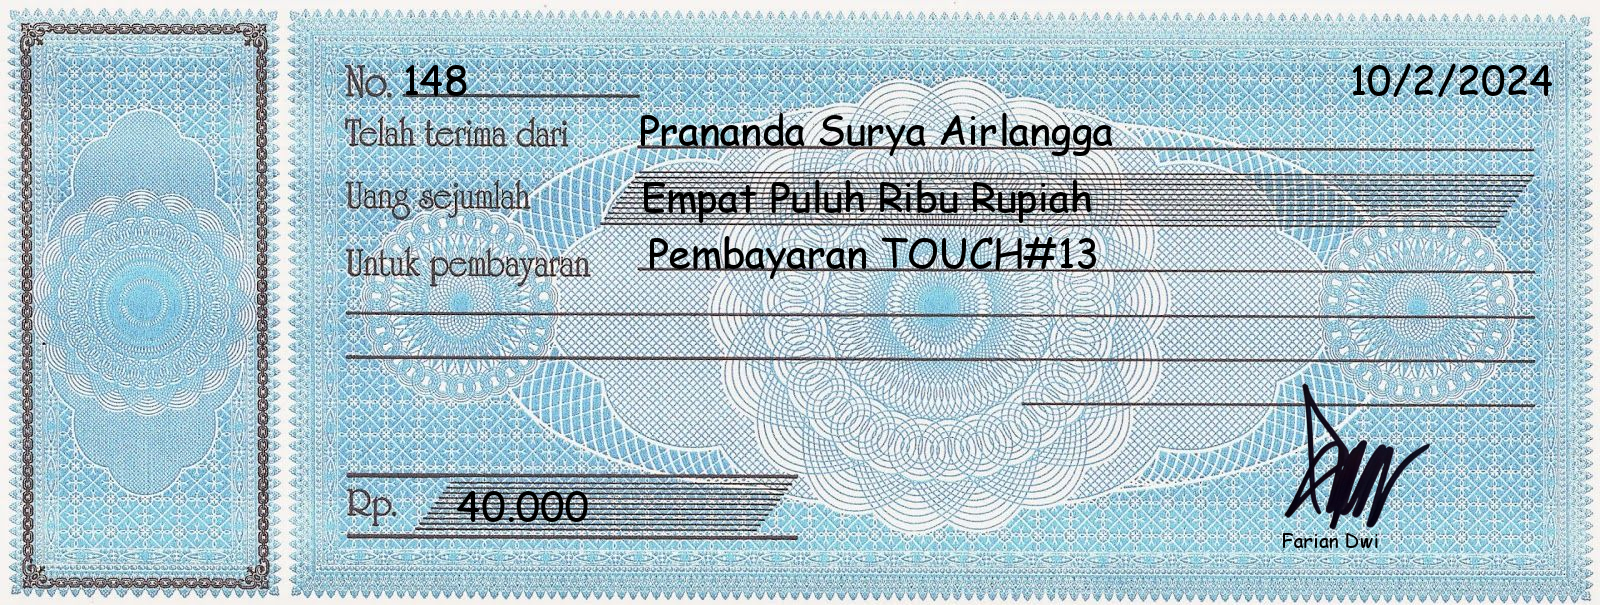 No. 148 10/2/2024
Telah terima dari Prananda Surya Airlangga
Uang sejumlah Empat Puluh Ribu Rupiah
Untuk pembayaran Pembayaran TOUCH#13
Rp. 40.000
Farian Dwi